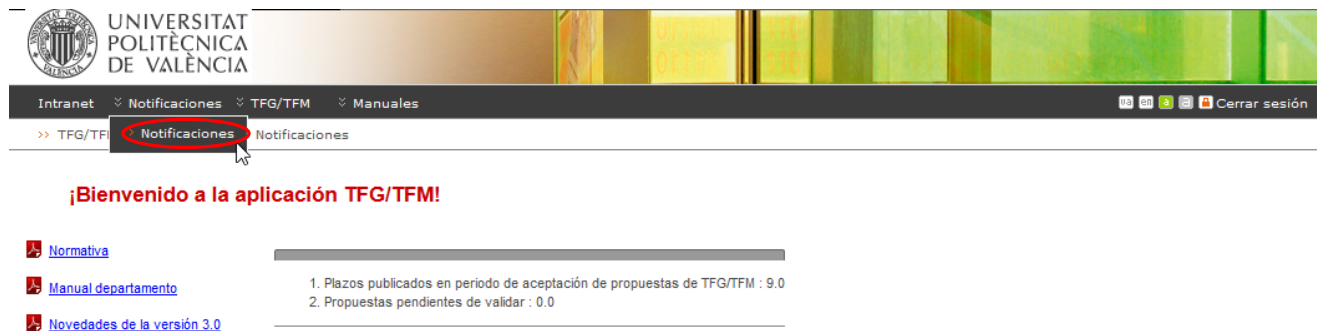 UNIVERSITAT
POLITÈCNICA
DE VALÈNCIA
Intranet Notificaciones TFG/TFM Manuales va en a a Cerrar sesión
>> TFG/TF Notificaciones Notificaciones
¡Bienvenido a la aplicación TFG/TFM!
Normativa
1. Plazos publicados en periodo de aceptación de propuestas de TFG/TFM : 9.0
Manual departamento
2. Propuestas pendientes de validar : 0.0
Novedades de la versión 3.0